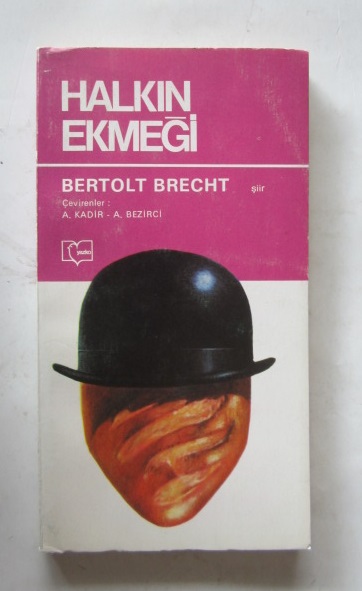 HALKIN
EKMEĞİ
BERTOLT BRECHT şiir
Çevirenler :
A. KADİR - A. BEZİRCİ